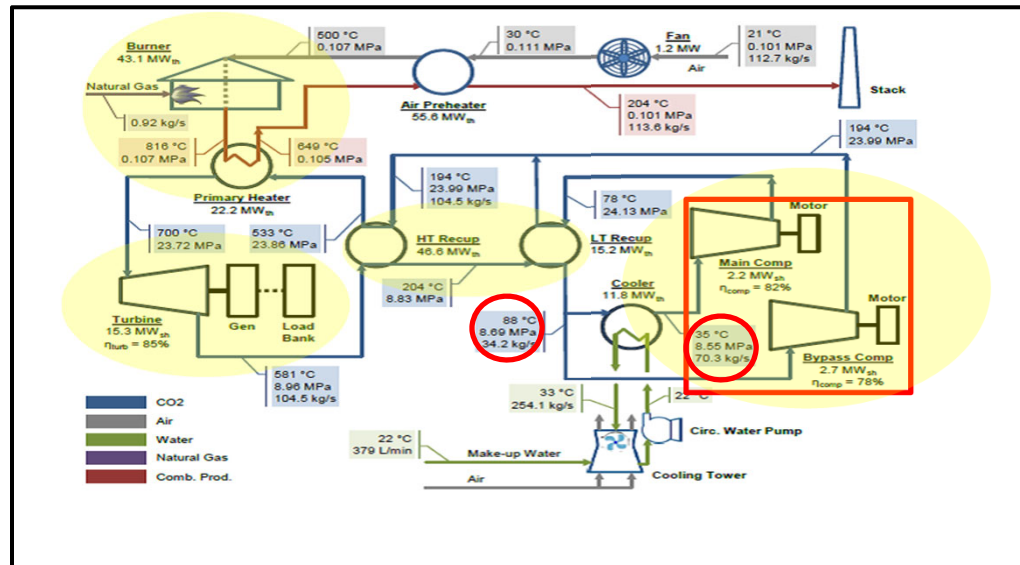 Burner
43.1 MWth
Natural Gas
0.92 kg/s
500 °C
0.107 MPa
30 °C
0.111 MPa
Fan
1.2 MW
21 °C
0.101 MPa
112.7 kg/s
Air
Stack
Air Preheater
55.6 MWth
204 °C
0.101 MPa
113.6 kg/s
816 °C
0.107 MPa
649 °C
0.105 MPa
Primary Heater
22.2 MWth
194 °C
23.99 MPa
194 °C
23.99 MPa
104.5 kg/s
78 °C
24.13 MPa
700 °C
23.72 MPa
533 °C
23.86 MPa
HT Recup
46.6 MWth
LT Recup
15.2 MWth
Motor
Main Comp
2.2 MWsh
ηcomp = 82%
204 °C
8.83 MPa
Cooler
11.8 MWth
88 °C
8.69 MPa
34.2 kg/s
35 °C
8.55 MPa
70.3 kg/s
Motor
Bypass Comp
2.7 MWsh
ηcomp = 78%
Turbine
15.3 MWsh
ηturb = 85%
Gen
Load
Bank
581 °C
8.96 MPa
104.5 kg/s
33 °C
254.1 kg/s
22 °C
Circ. Water Pump
22 °C
379 L/min
Make-up Water
Air
Cooling Tower
CO2
Air
Water
Natural Gas
Comb. Prod.